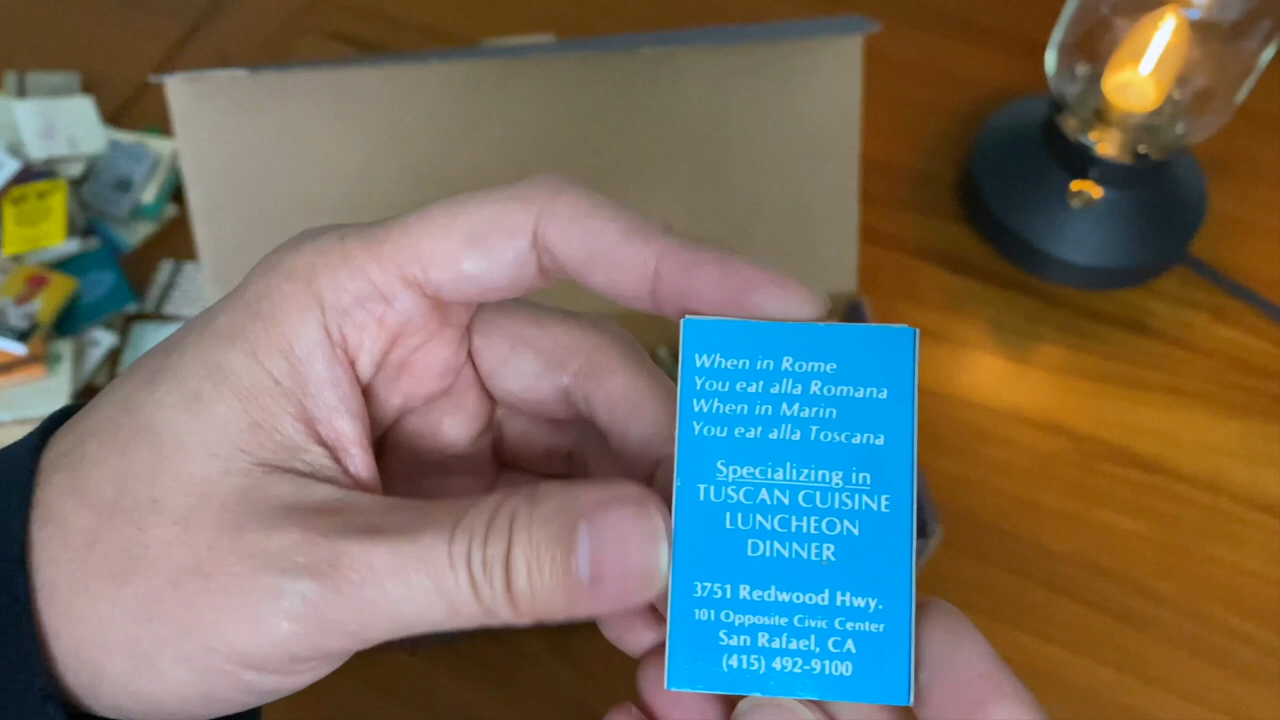 When in Rome
You eat alla Romana
When in Marin
You eat alla Toscana
Specializing in
TUSCAN CUISINE
LUNCHEON
DINNER
3751 Redwood Hwy.
101 Opposite Civic Center
San Rafael, CA
(415) 492-9100